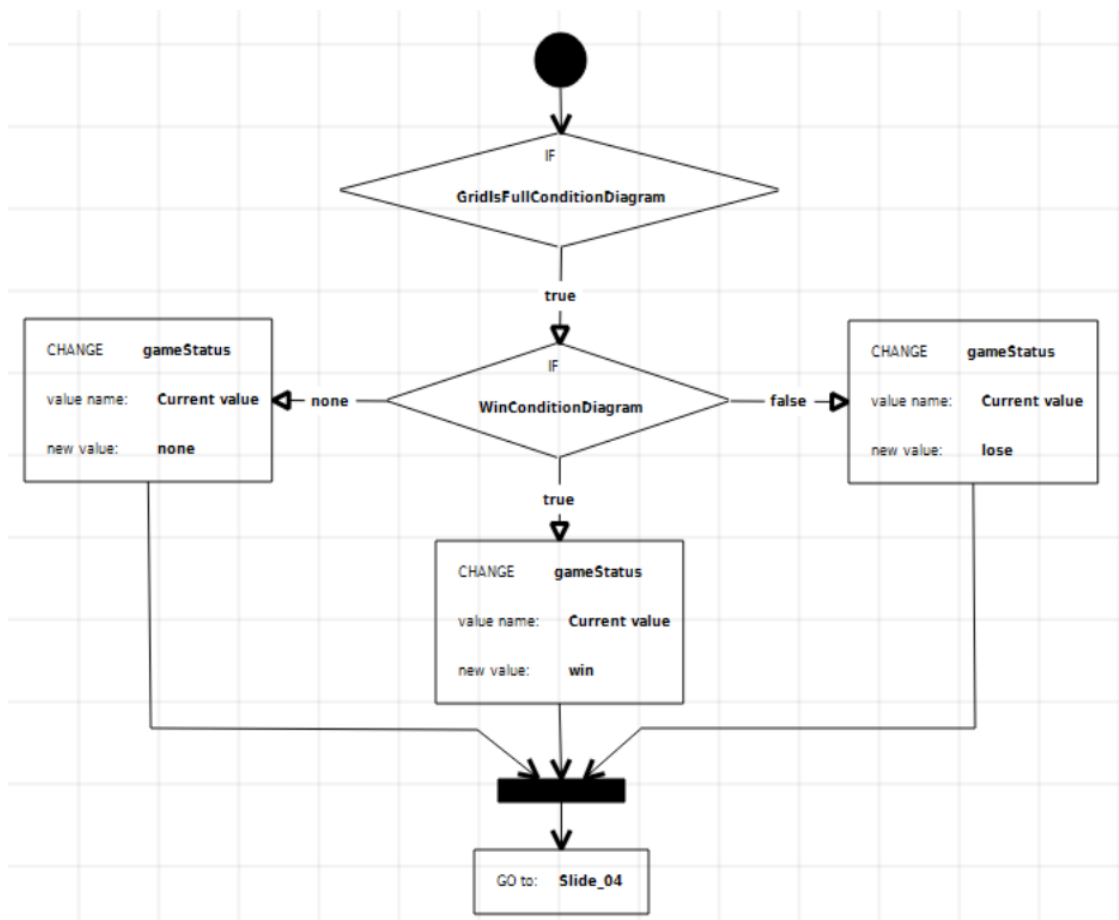 IF
GridIsFullConditionDiagram
true
CHANGE gameStatus
value name: Current value
new value: none
none
IF
WinConditionDiagram
false
CHANGE gameStatus
value name: Current value
new value: lose
true
CHANGE gameStatus
value name: Current value
new value: win
GO to: Slide_04